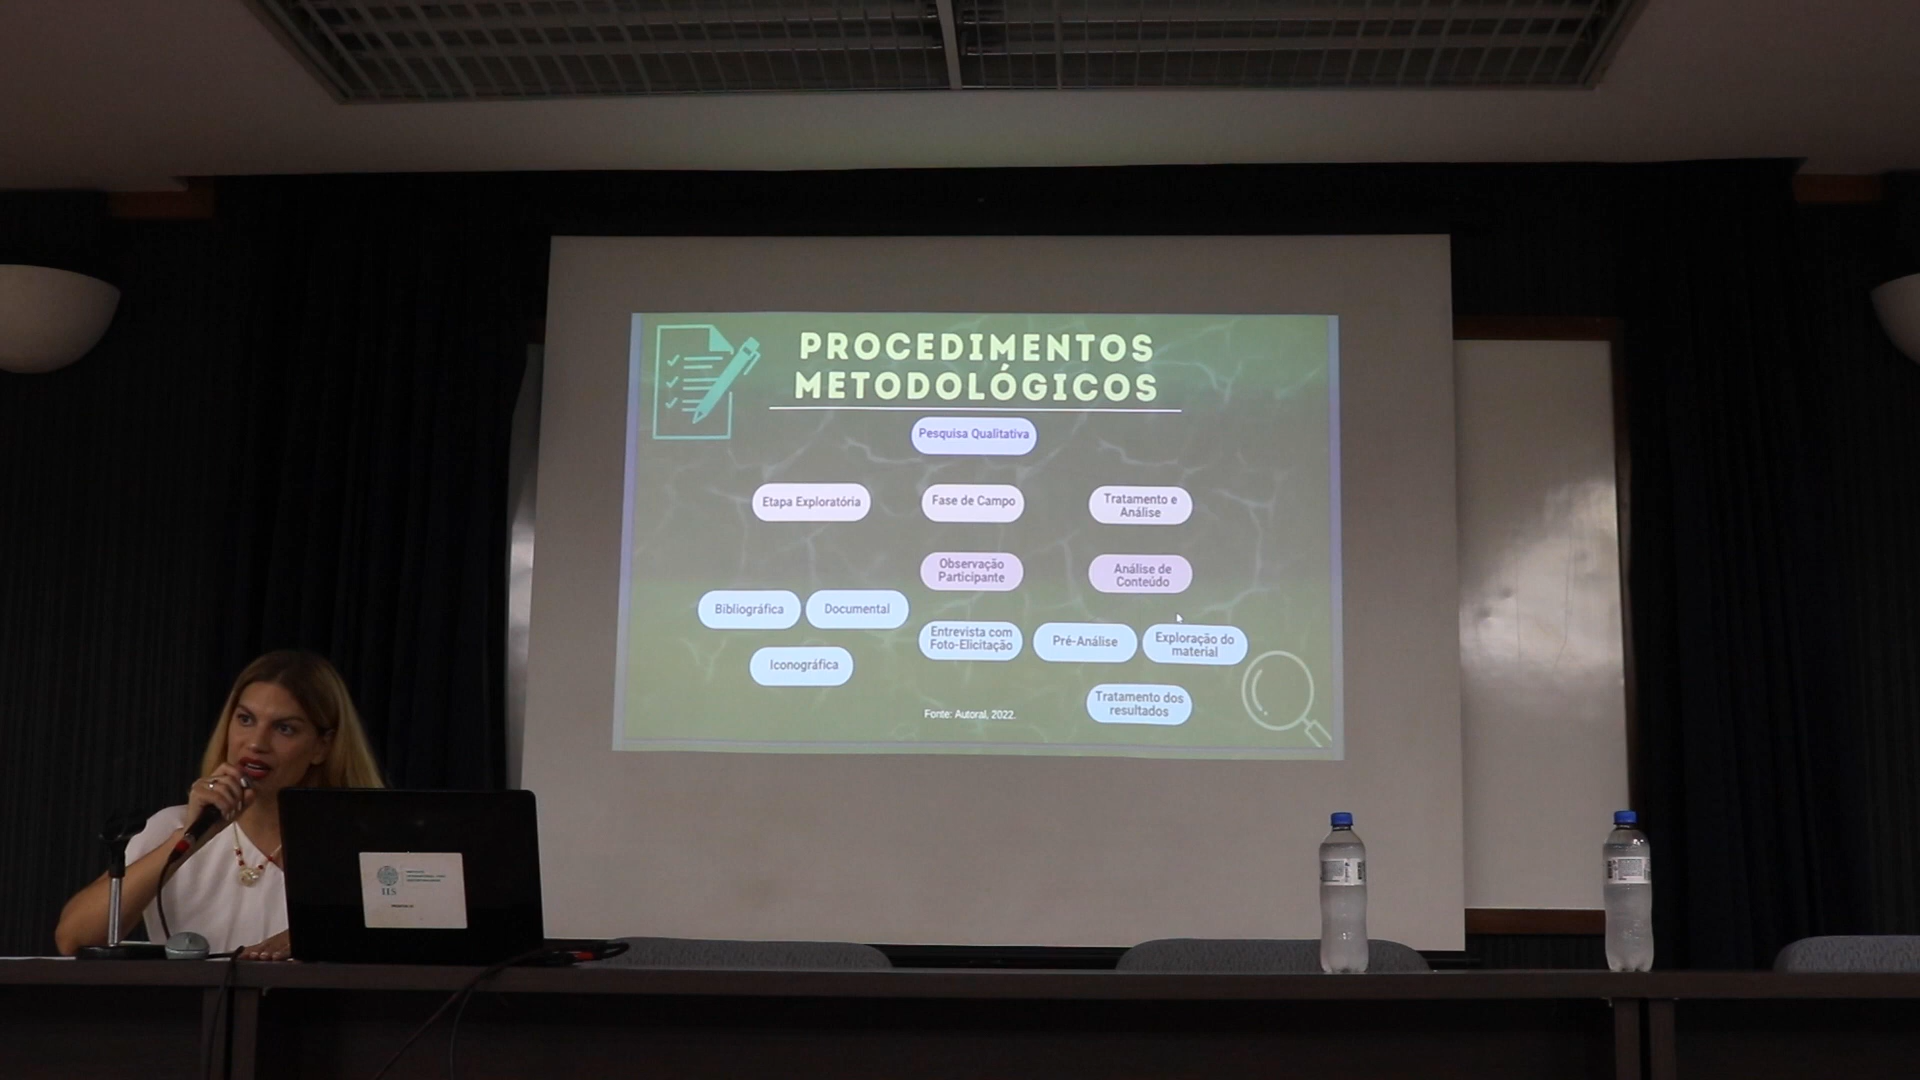 PROCEDIMENTOS
METODOLÓGICOS
Pesquisa Qualitativa
Etapa Exploratória
Fase de Campo
Tratamento e
Análise
Observação
Participante
Análise de
Conteúdo
Bibliográfica
Documental
Entrevista com
Foto-Elicitação
Pré-Análise
Exploração do
material
Iconográfica
Tratamento dos
resultados
Fonte: Autoral, 2022.